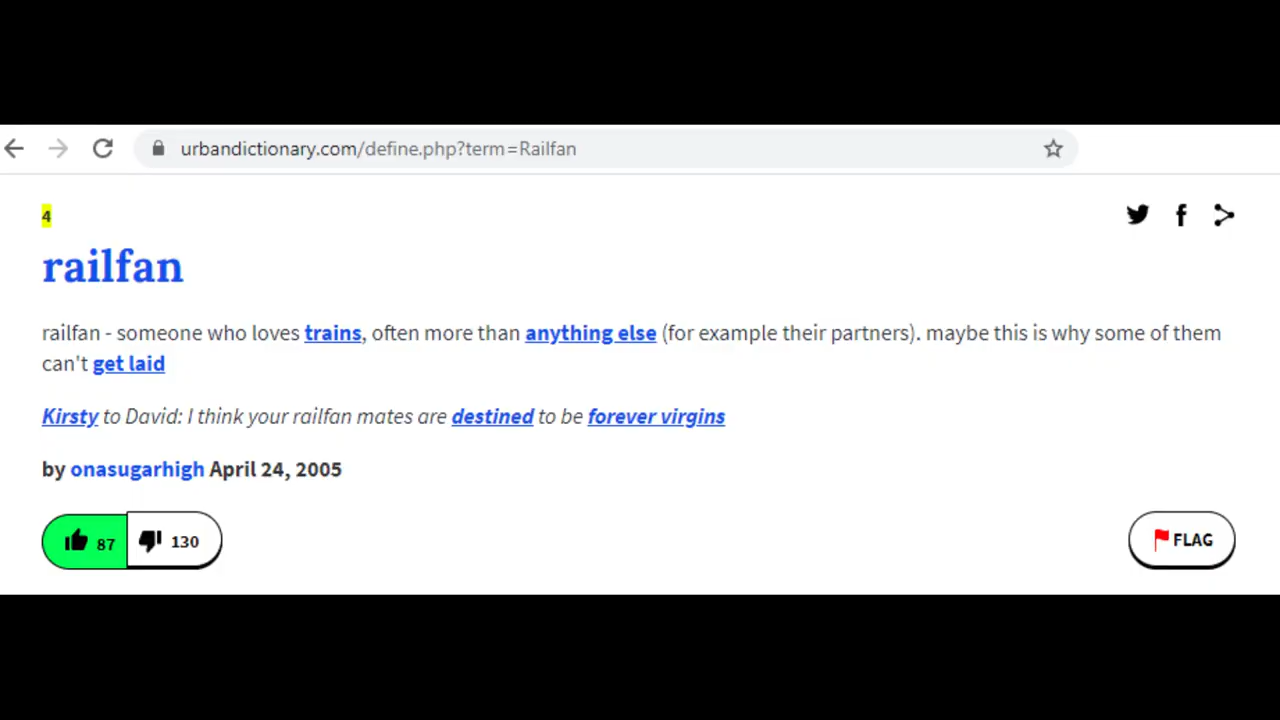 urbandictionary.com/define.php?term=Railfan
4
railfan
railfan - someone who loves trains, often more than anything else (for example their partners). maybe this is why some of them
can't get laid
Kirsty to David: I think your railfan mates are destined to be forever virgins
by onasugarhigh April 24, 2005
87 130 FLAG